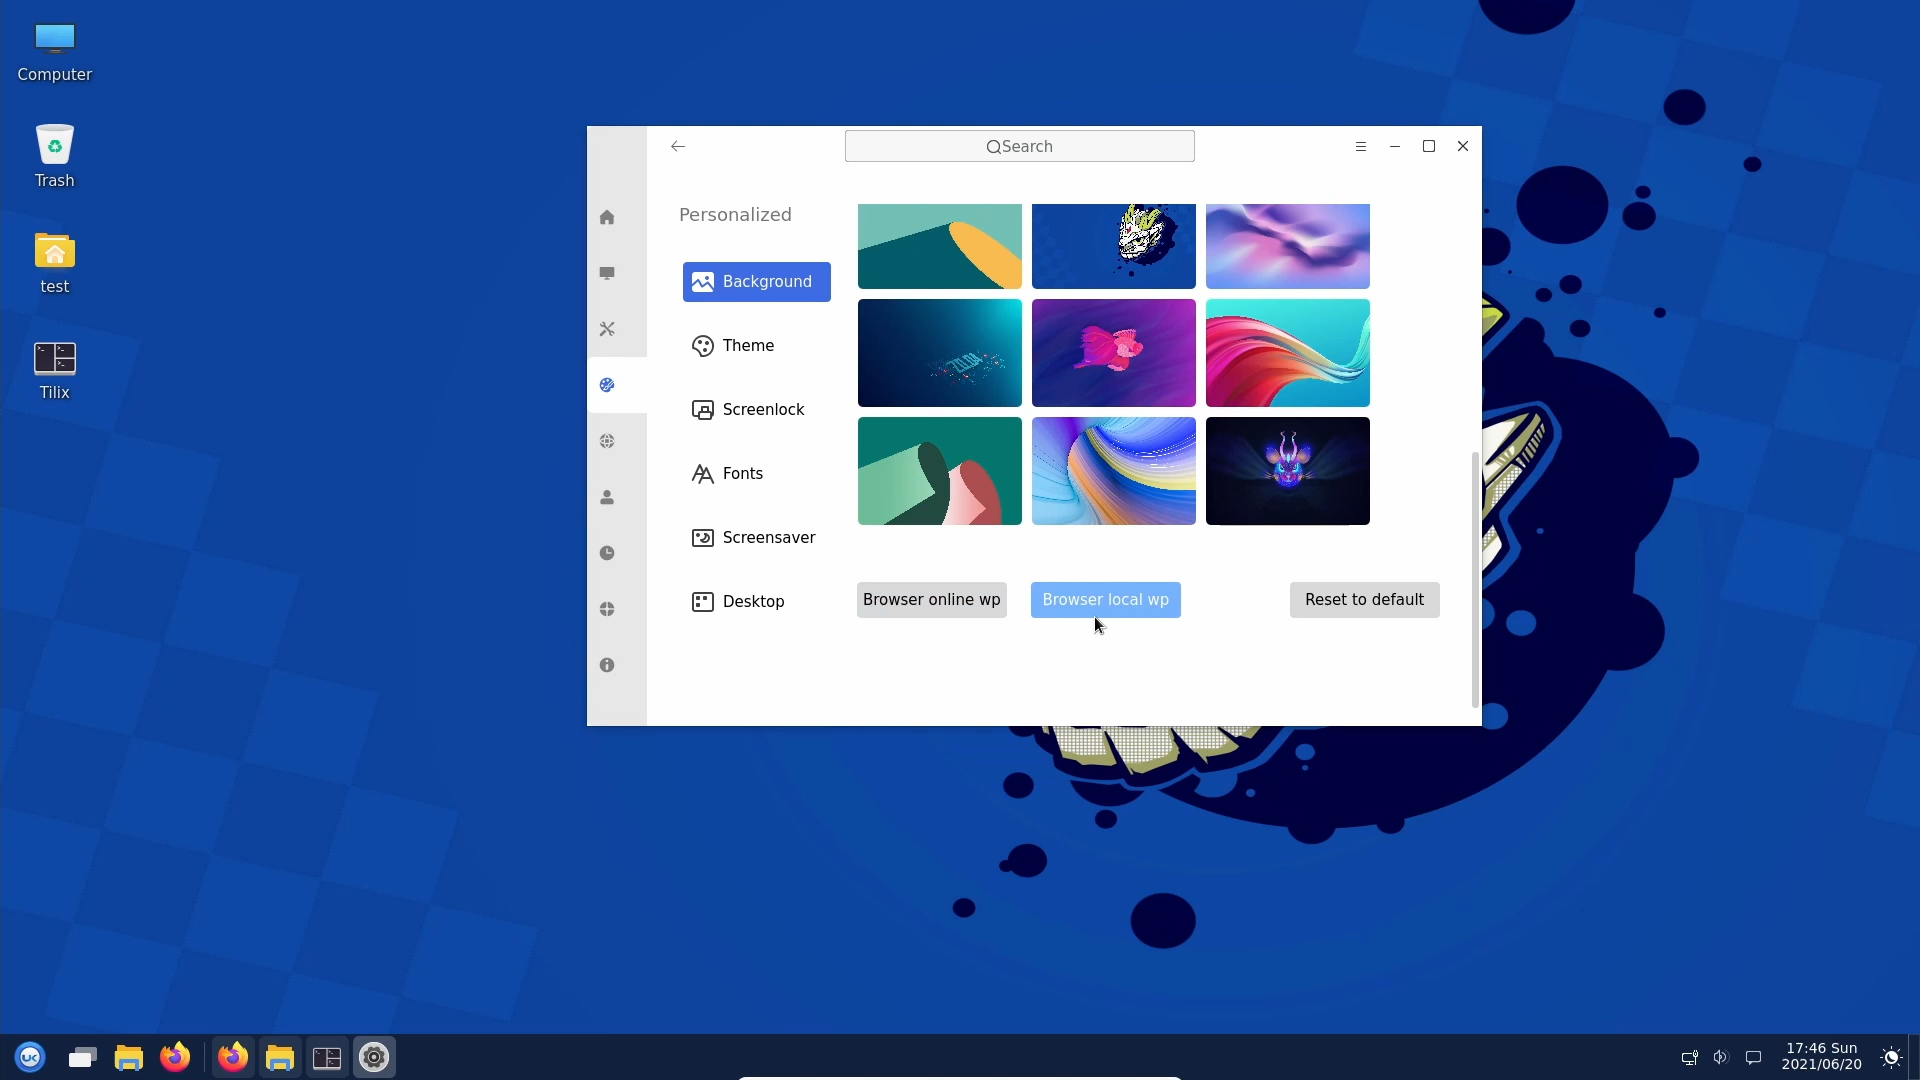 Computer
Trash
test
Tilix
Search
Personalized
Background
Theme
Screenlock
Fonts
Screensaver
Desktop
Browser online wp
Browser local wp
Reset to default
UK
17:46 Sun
2021/06/20